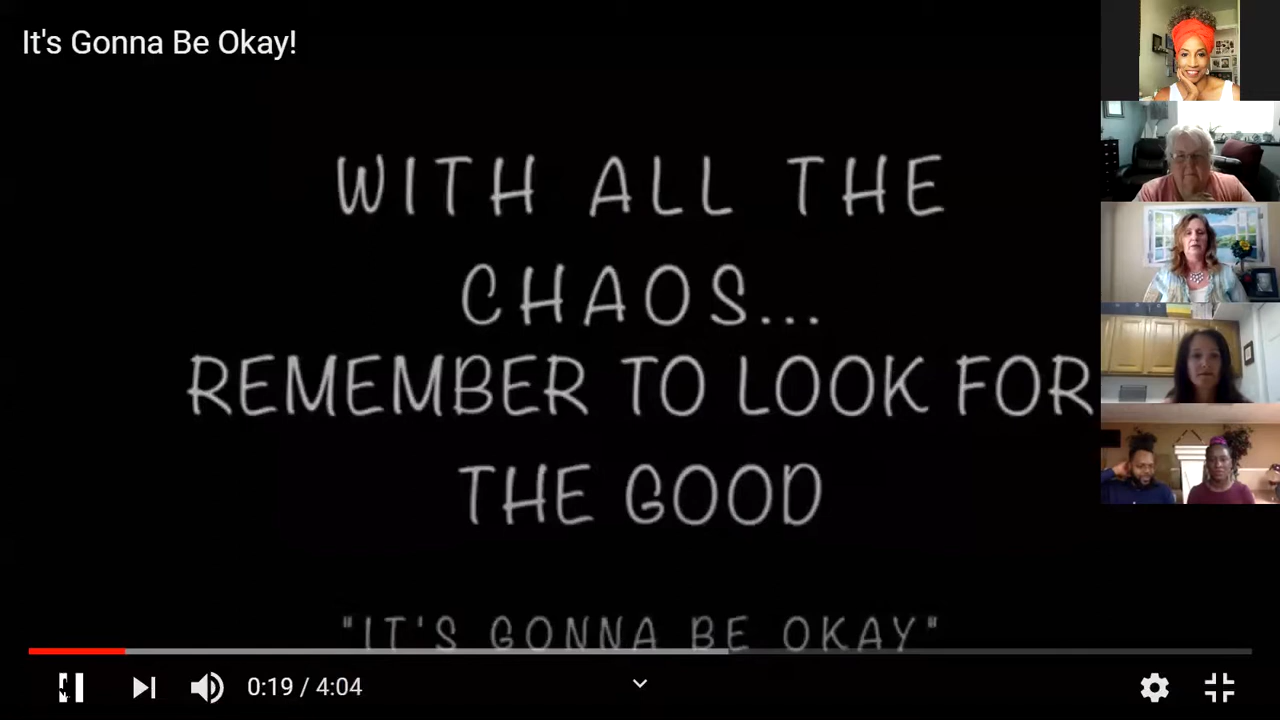 It's Gonna Be Okay!
WITH ALL THE
CHAOS...
REMEMBER TO LOOK FOR
THE GOOD
"IT'S GONNA BE OKAY"
0:19 / 4:04